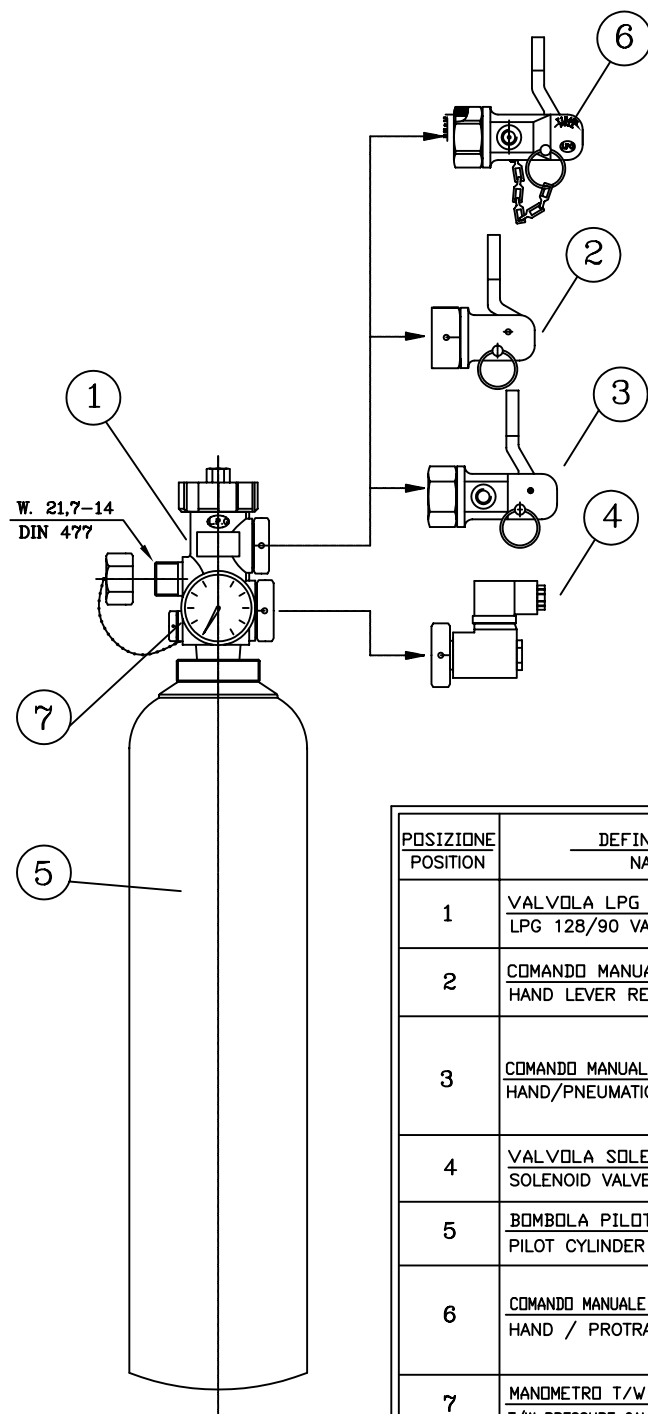 6
2
1
3
W. 21,7-14
DIN 477
4
L.P.G
LPG
7
5
POSIZIONE
POSITION
DEFIN
NA
1
VALVOLA LPG
LPG 128/90 VA
2
COMANDO MANUA
HAND LEVER RE
3
COMANDO MANUAL
HAND/PNEUMATIC
4
VALVOLA SOLE
SOLENOID VALVE
5
BOMBOLA PILOT
PILOT CYLINDER
6
COMANDO MANUALE
HAND / PROTRA
7
MANOMETRO T/W